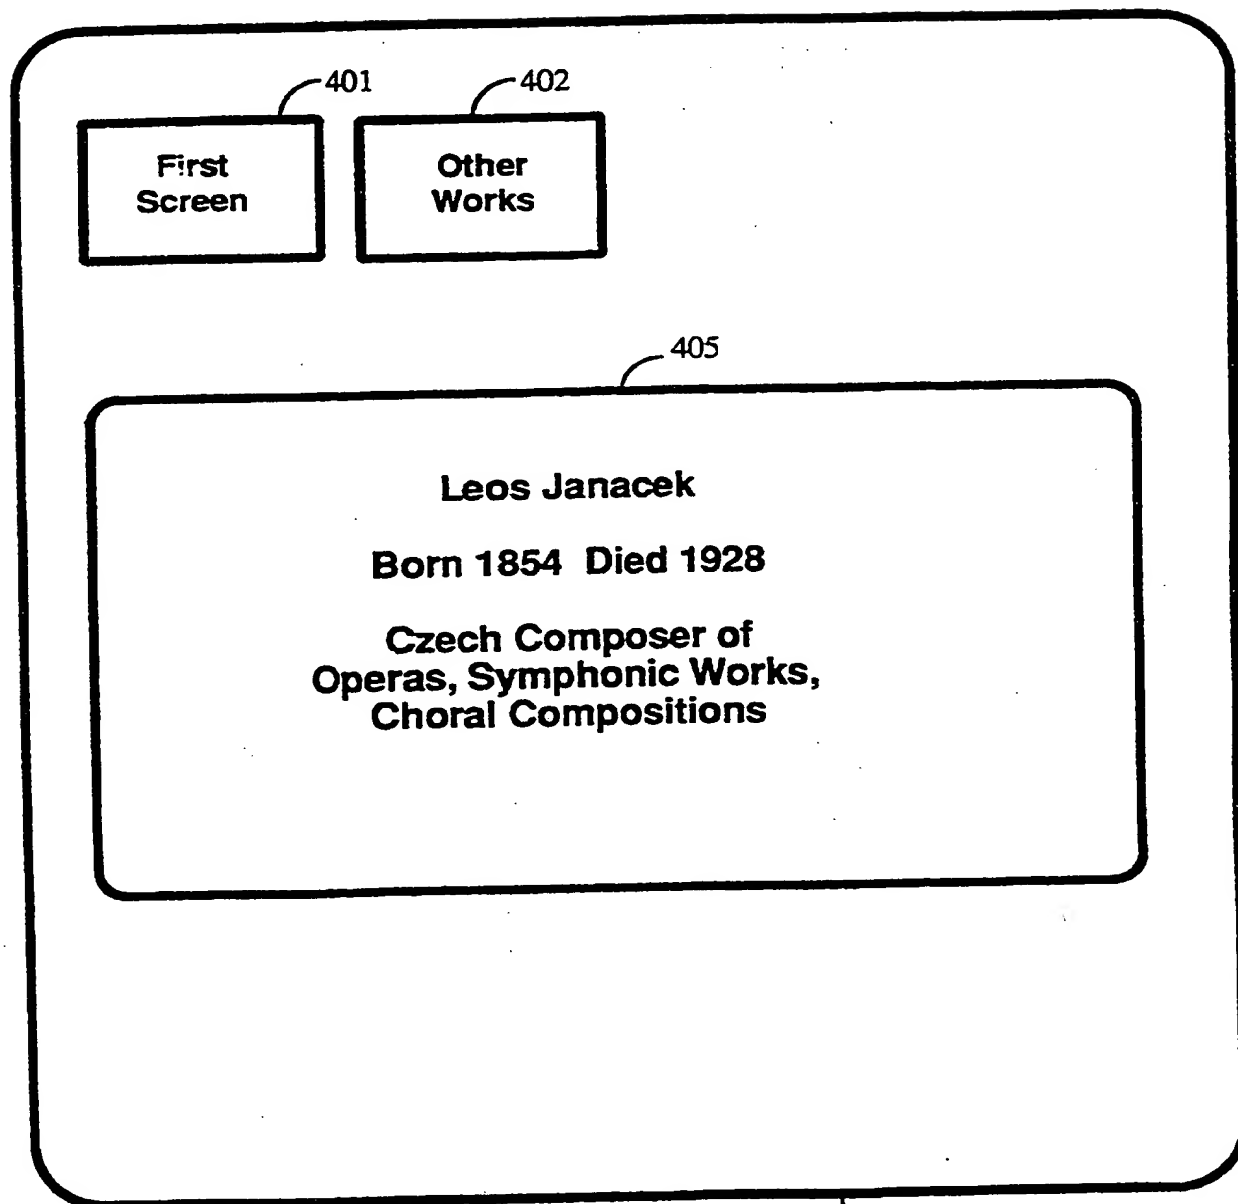 401
402
First
Screen
Other
Works
405
Leos Janacek
Born 1854 Died 1928
Czech Composer of
Operas, Symphonic Works,
Choral Compositions